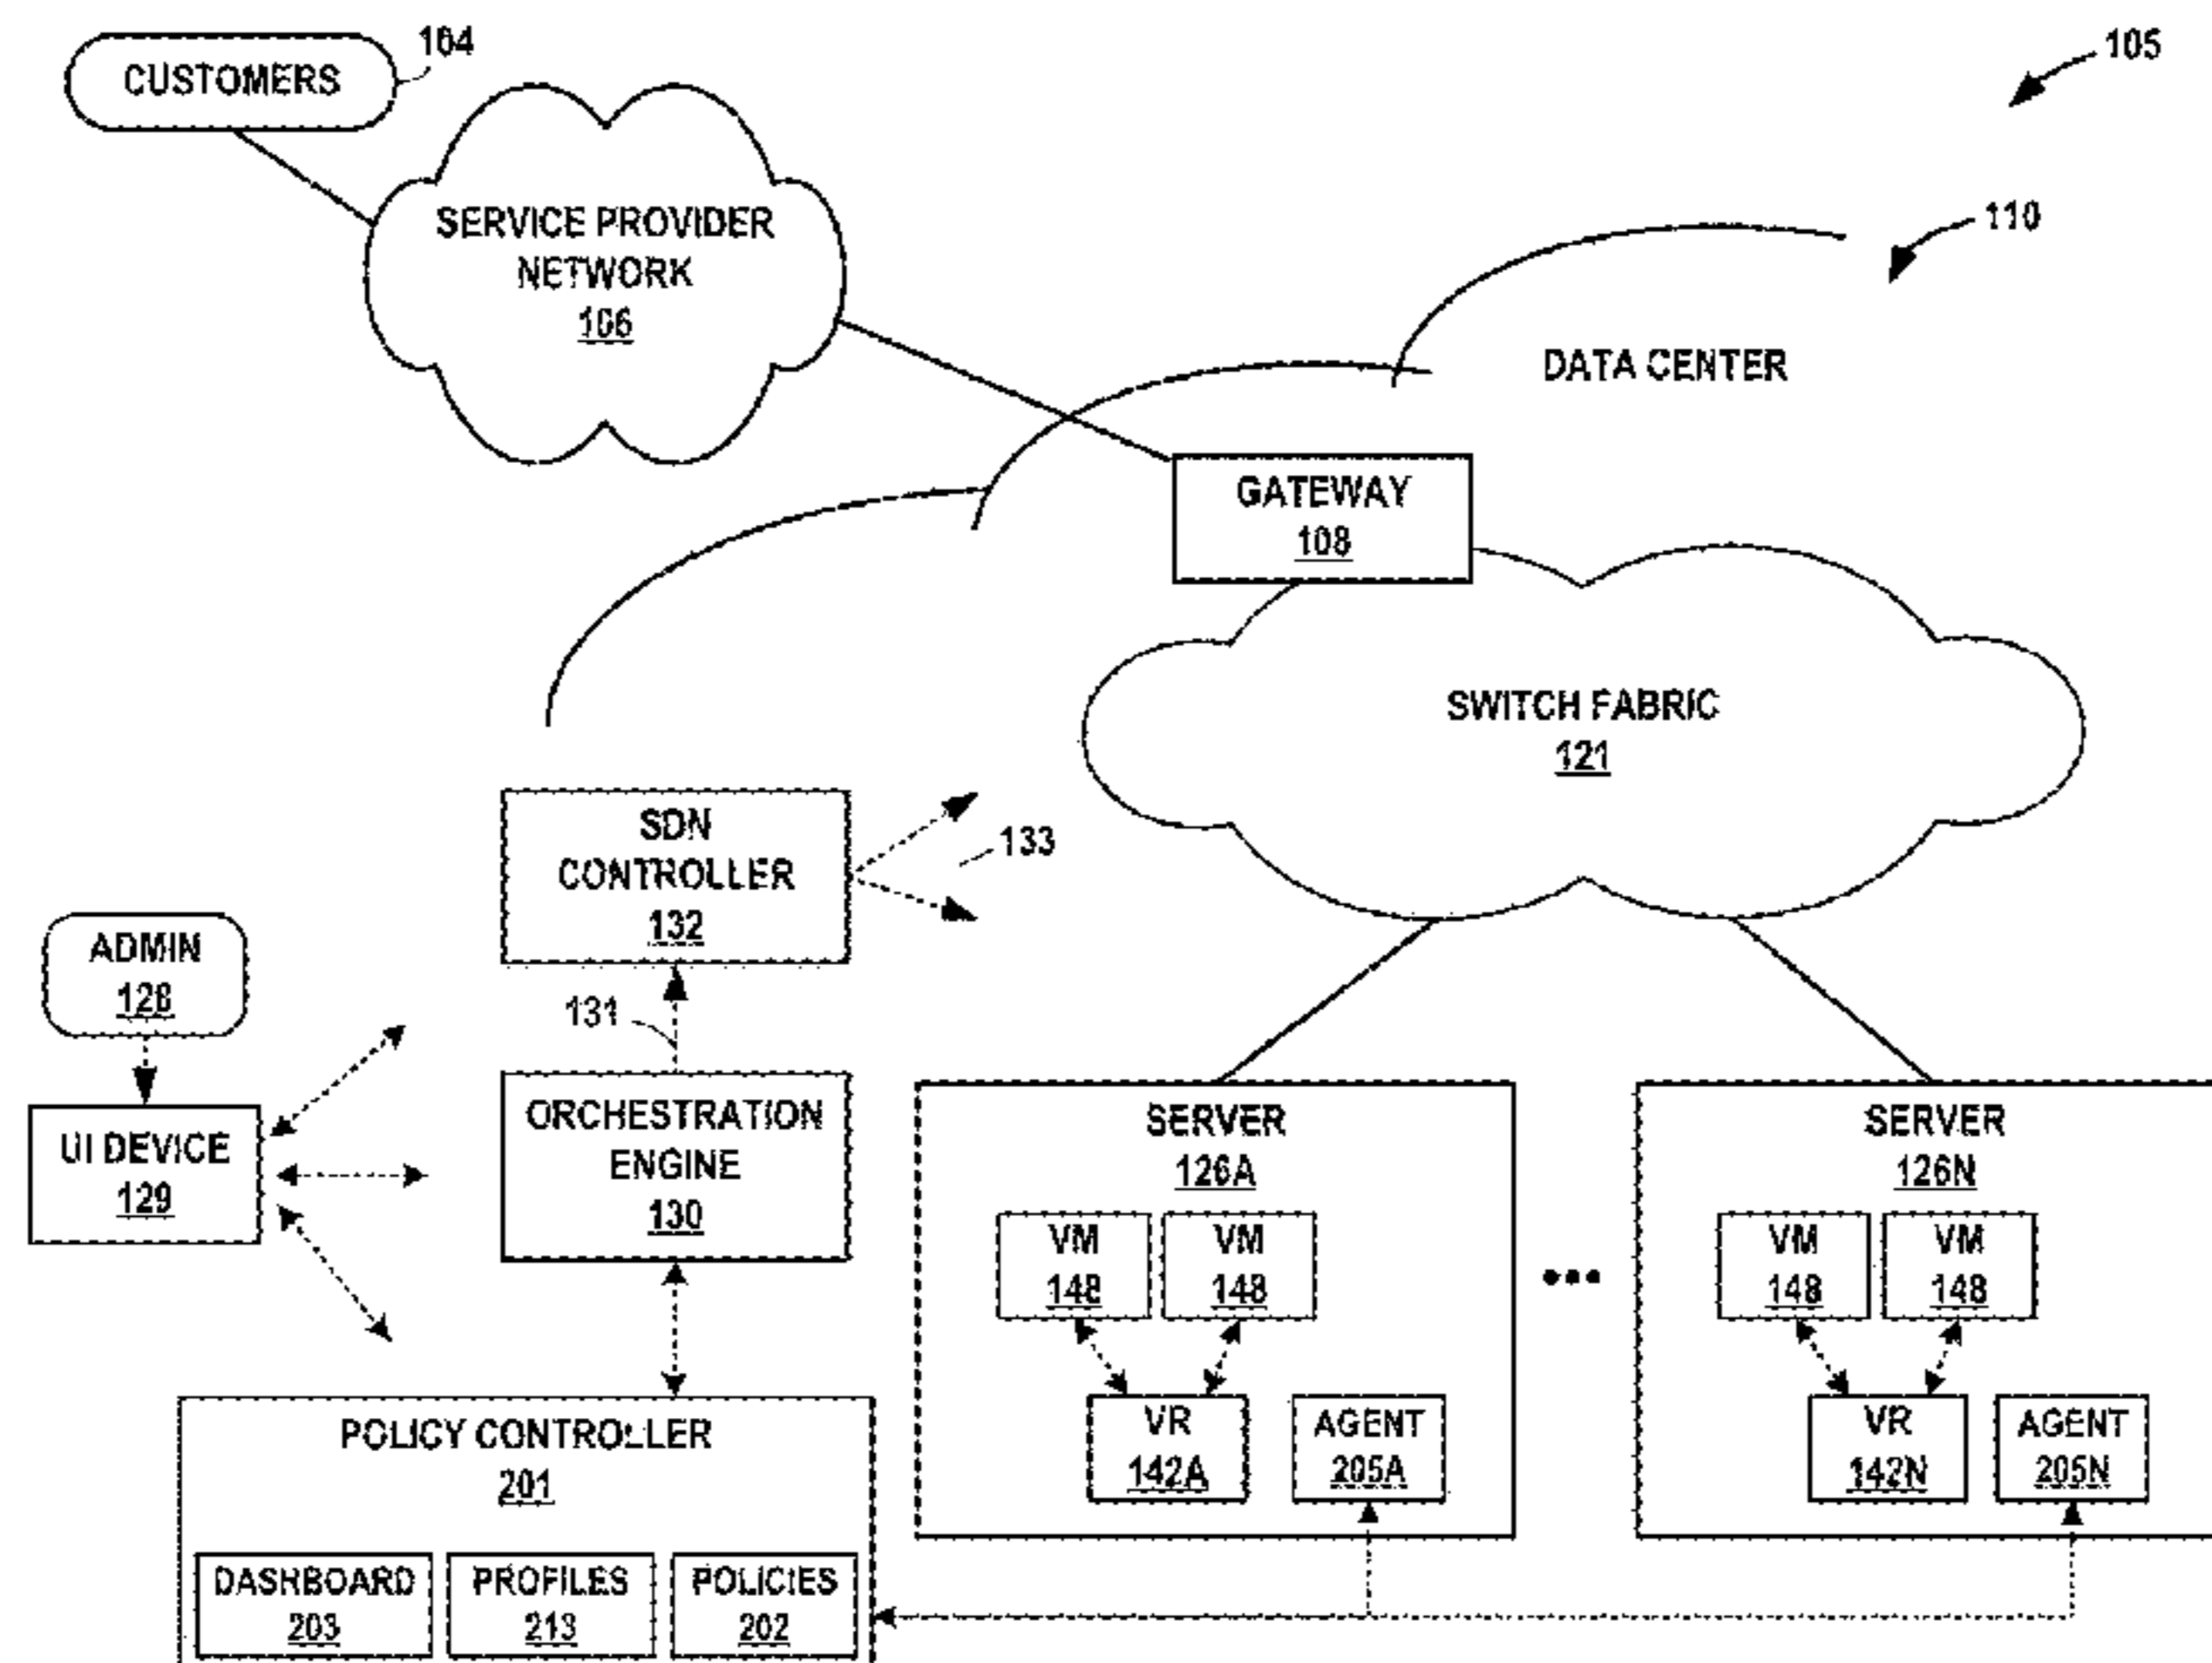 CUSTOMERS
104
105
SERVICE PROVIDER
NETWORK
106
110
DATA CENTER
GATEWAY
108
SWITCH FABRIC
121
SDN
CONTROLLER
132
133
ADMIN
128
131
UI DEVICE
129
ORCHESTRATION
ENGINE
130
SERVER
126A
VM
148
VM
148
VR
142A
AGENT
205A
SERVER
126N
VM
148
VM
148
VR
142N
AGENT
205N
POLICY CONTROLLER
201
DASHBOARD
203
PROFILES
213
POLICIES
202